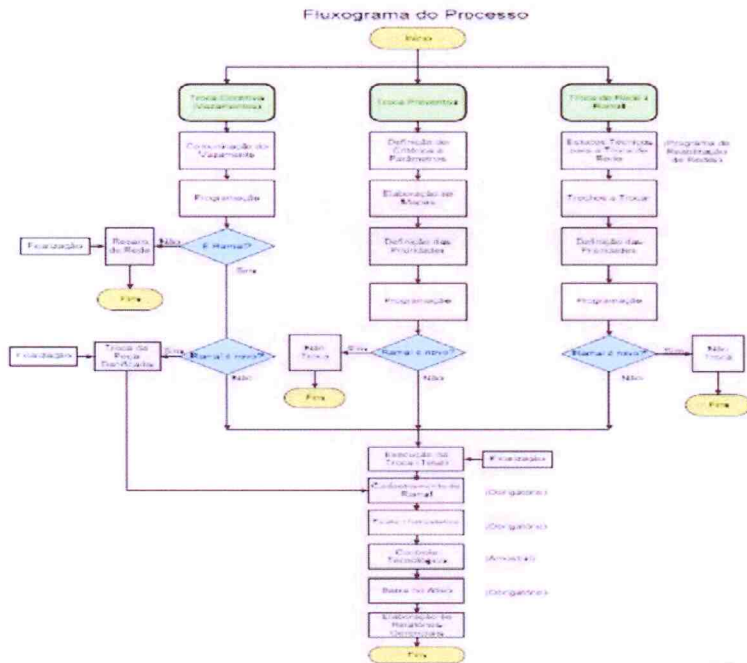 Fluxograma do Processo
Início
Troca Corretiva
(Vazamentos)
Troca Preventiva
Troca de Rede e
Ramal
Comunicação do
Vazamento
Definição de
Critérios e
Parâmetros
Estudos Técnicos
para a Troca de
Rede
(Programa de
Reabilitação
de Redes)
Programação
Elaboração de
Mapas
Trechos a Trocar
Fiscalização
Reparo
de Rede
Não
É Ramal?
Sim
Definição das
Prioridades
Definição das
Prioridades
Fim
Programação
Programação
Fiscalização
Troca da
Peça
Danificada
Sim
Ramal é novo?
Não
Não
Troca
Sim
Ramal é novo?
Não
Ramal é novo?
Sim
Não
Não
Troca
Fim
Fim
Execução da
Troca
Fiscalização
Cadastramento do
Ramal
(Obrigatório)
(Obrigatório)
Controle
Tecnológico
(Amostral)
Baixa no Ativo
(Obrigatório)
Elaboração de
Relatórios
Gerenciais
Fim